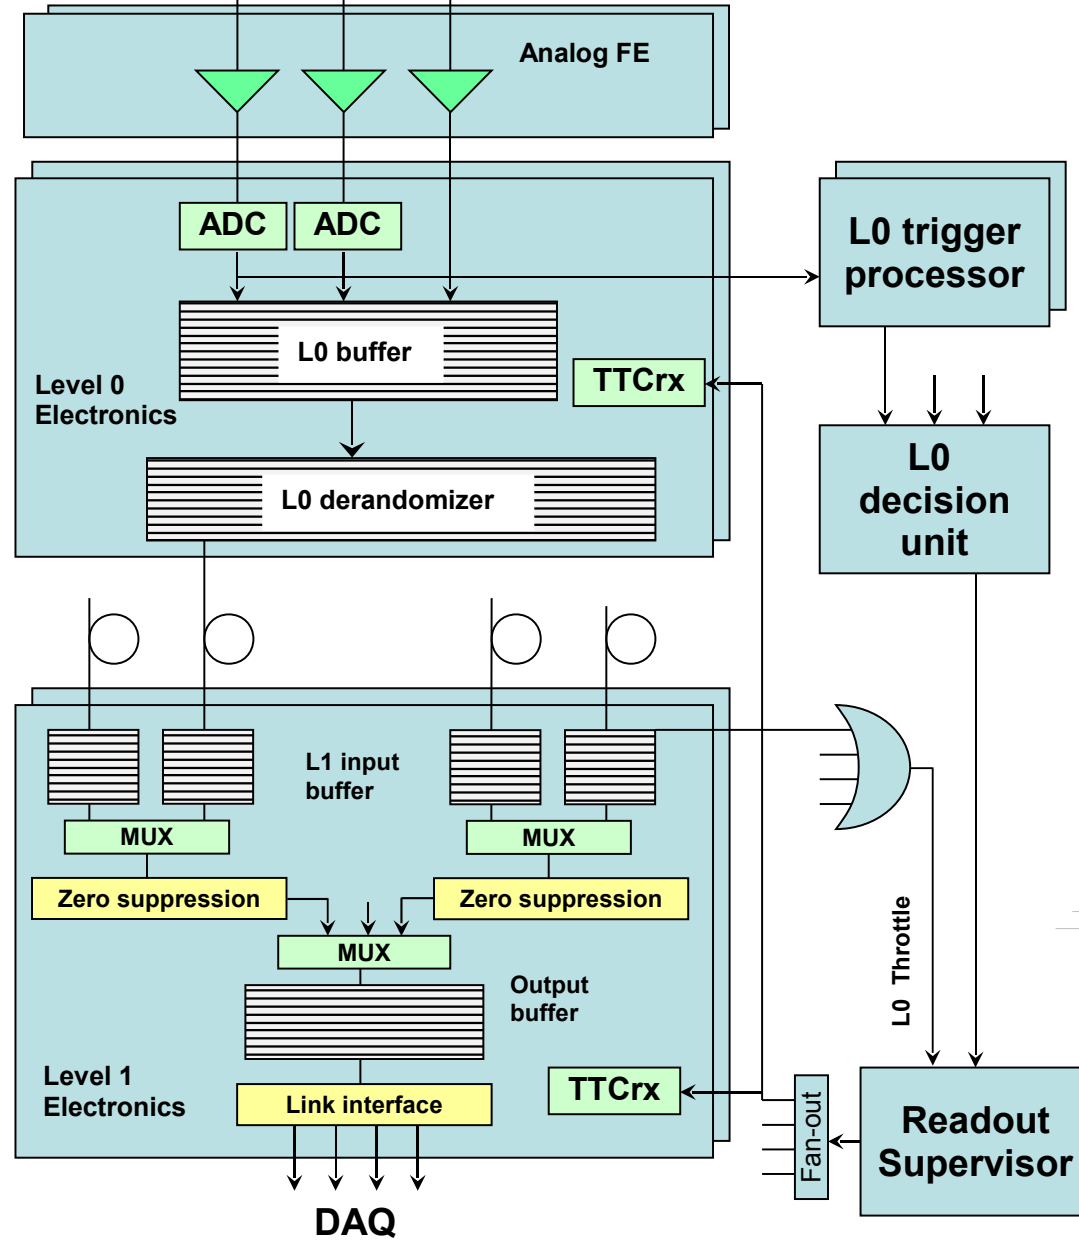 Analog FE
ADC
ADC
L0 trigger
processor
L0 buffer
TTCrx
Level 0
Electronics
L0 derandomizer
L0
decision
unit
L1 input
buffer
MUX
MUX
Zero suppression
Zero suppression
MUX
Output
buffer
L0  Throttle
Level 1
Electronics
Link interface
TTCrx
Fan-out
Readout
Supervisor
DAQ